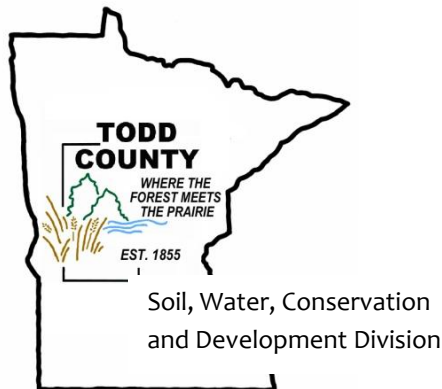 TODD
COUNTY
WHERE THE
FOREST MEETS
THE PRAIRIE
EST. 1855
Soil, Water, Conservation
and Development Division